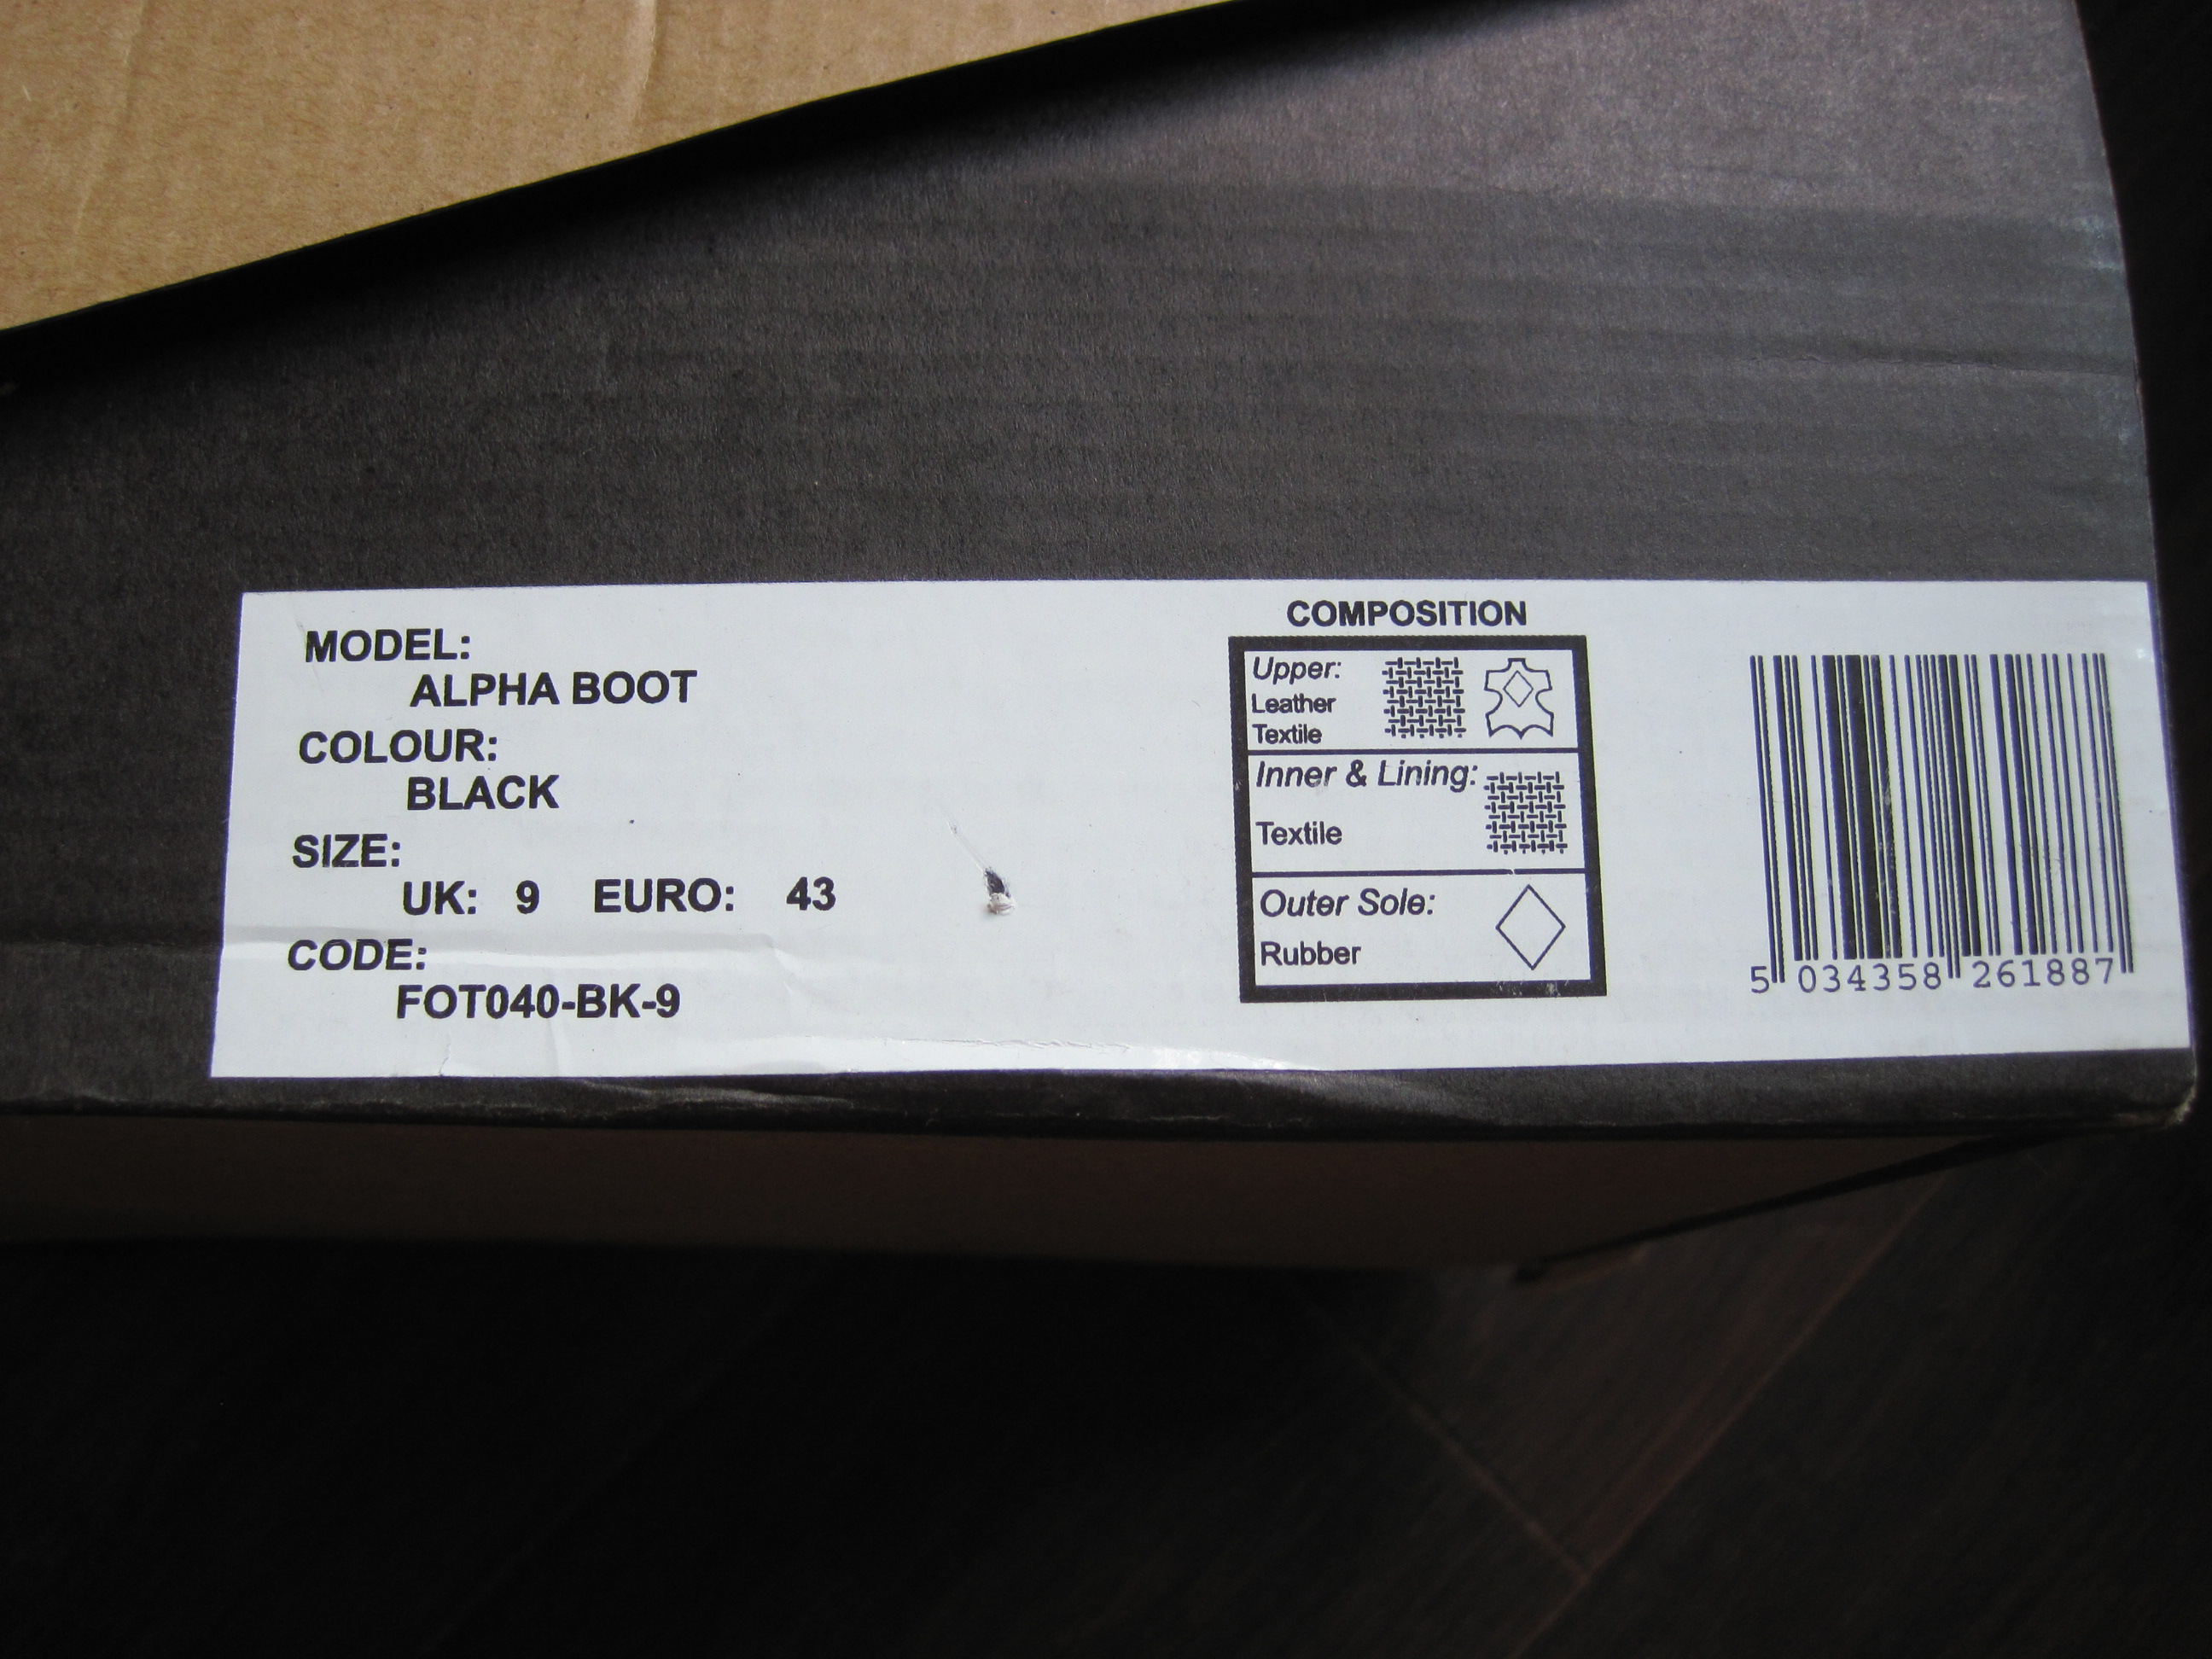 MODEL:
ALPHA BOOT
COLOUR:
BLACK
SIZE:
UK: 9 EURO: 43
CODE:
FOT040-BK-9
COMPOSITION
Upper:
Leather
Textile
Inner & Lining:
Textile
Outer Sole:
Rubber
5 034358 261887